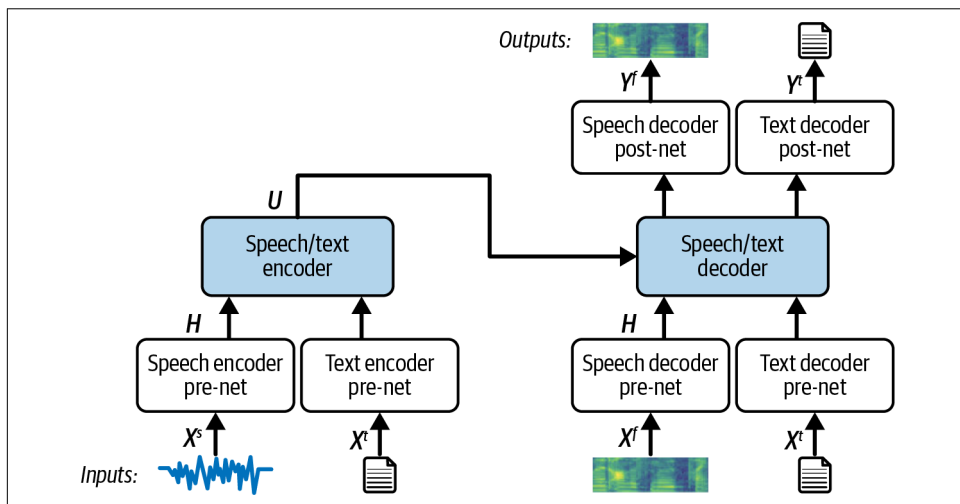 Outputs:
Yᶠ
Yᵗ
Speech decoder
post-net
Text decoder
post-net
U
Speech/text
encoder
Speech/text
decoder
H
H
Speech encoder
pre-net
Text encoder
pre-net
Speech decoder
pre-net
Text decoder
pre-net
Xˢ
Xᵗ
Xᶠ
Xᵗ
Inputs: